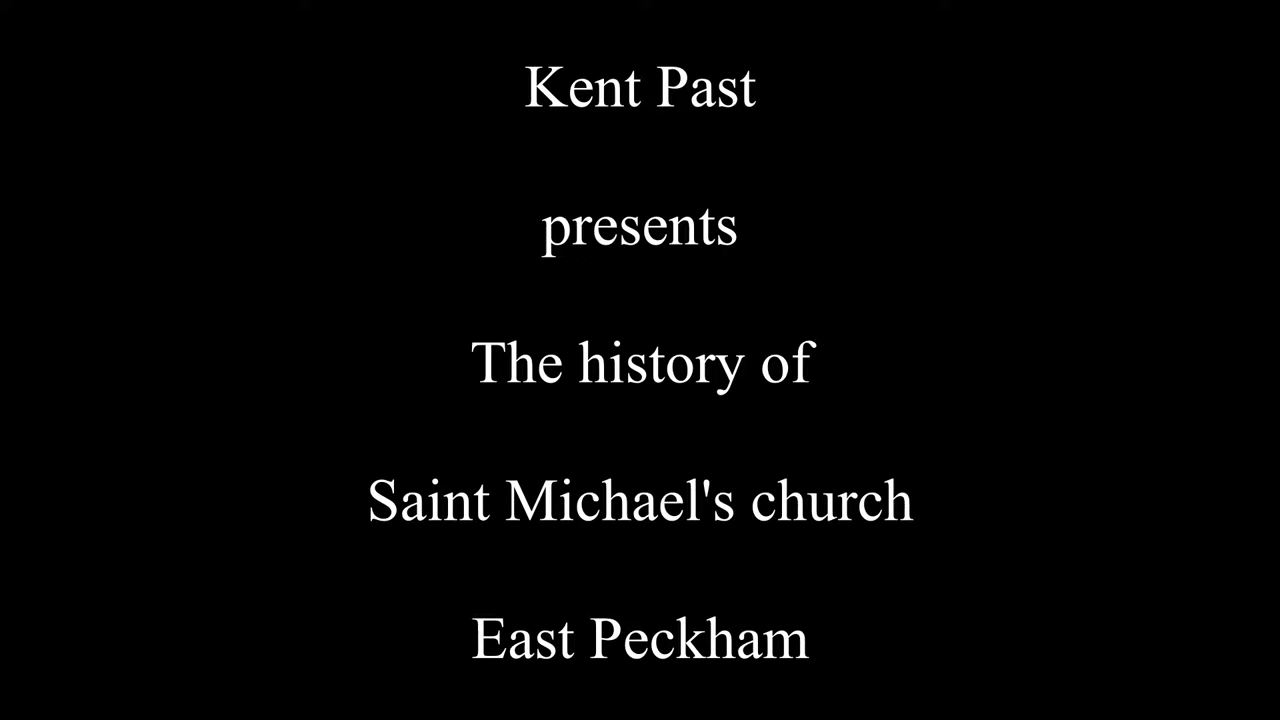 Kent Past
presents
The history of
Saint Michael's church
East Peckham